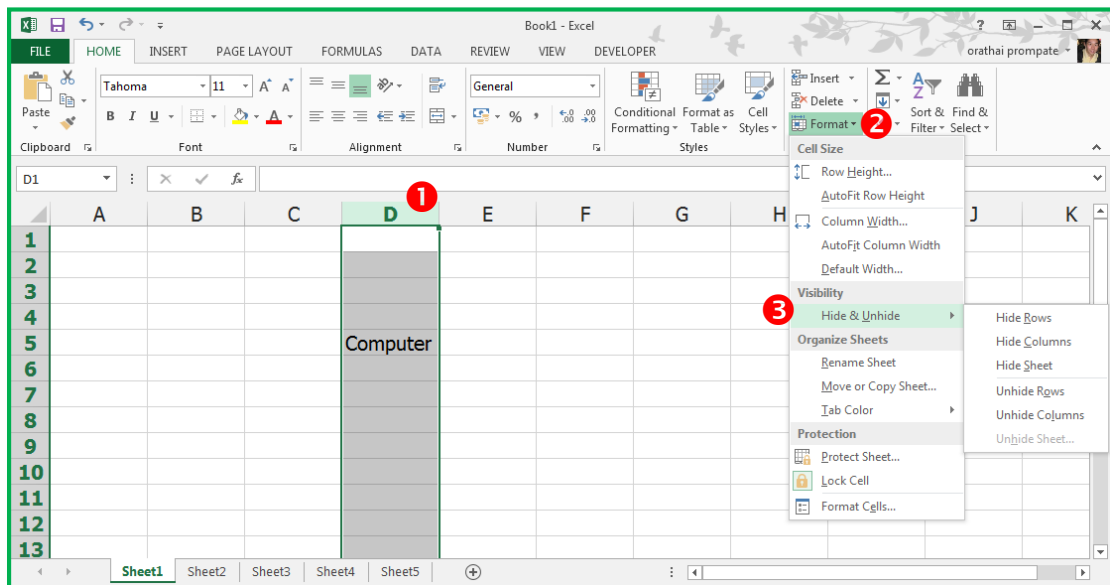 Book1 - Excel
FILE HOME INSERT PAGE LAYOUT FORMULAS DATA REVIEW VIEW DEVELOPER orathai prompate
Tahoma 11 General Insert
Delete
Paste B I U Conditional Format as Cell Sort & Find &
Formatting Table Styles Format 2 Filter Select
Clipboard Font Alignment Number Styles Cell Size
D1 fx Row Height...
1 AutoFit Row Height
A B C D E F G H J K
Column Width...
AutoFit Column Width
Default Width...
Visibility
3 Hide & Unhide Hide Rows
Organize Sheets Hide Columns
Rename Sheet Hide Sheet
Move or Copy Sheet... Unhide Rows
Tab Color Unhide Columns
Protection Unhide Sheet...
Protect Sheet...
Lock Cell
Format Cells...
1
2
3
4
5 Computer
6
7
8
9
10
11
12
13
Sheet1 Sheet2 Sheet3 Sheet4 Sheet5